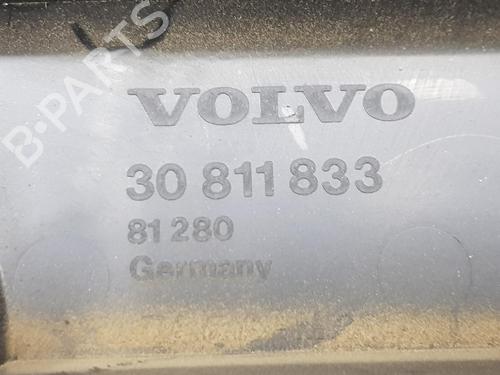 B-PARTS
VOLVO
30 811 833
81 280
Germany